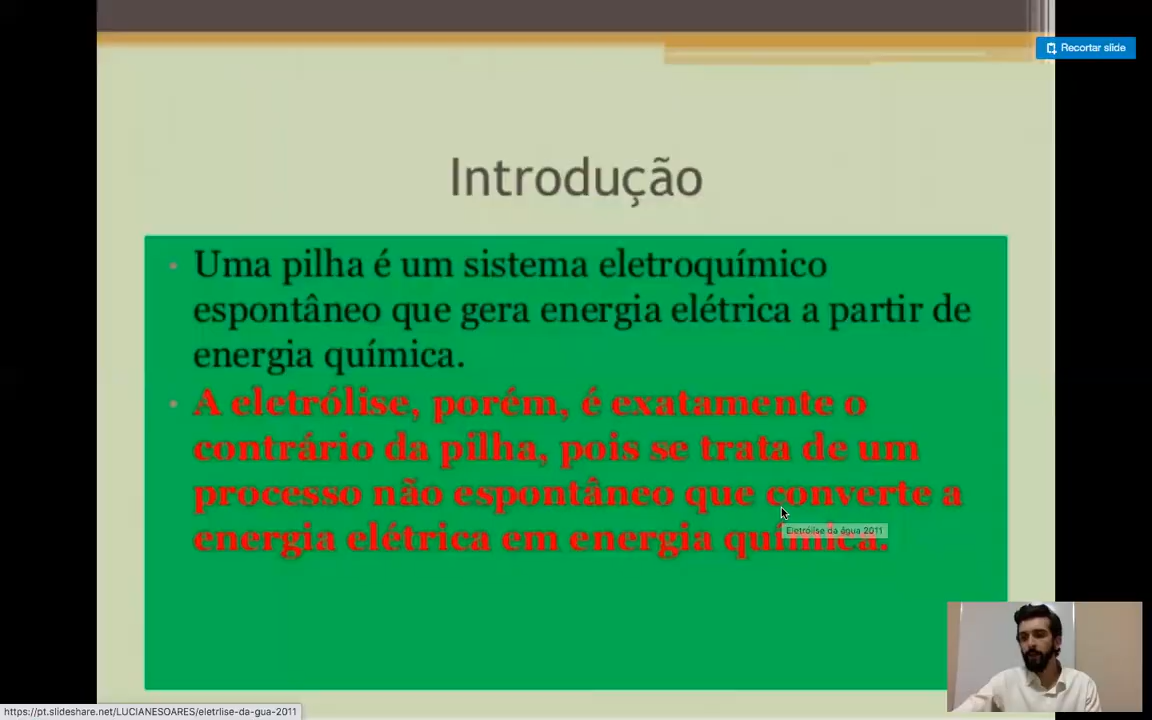 Recortar slide
Introdução
Uma pilha é um sistema eletroquímico
espontâneo que gera energia elétrica a partir de
energia química.
A eletrólise, porém, é exatamente o
contrário da pilha, pois se trata de um
processo não espontâneo que converte a
energia elétrica em energia química.
Eletrólise da água 2011
https://pt.slideshare.net/LUCIANESOARES/eletrlise-da-gua-2011